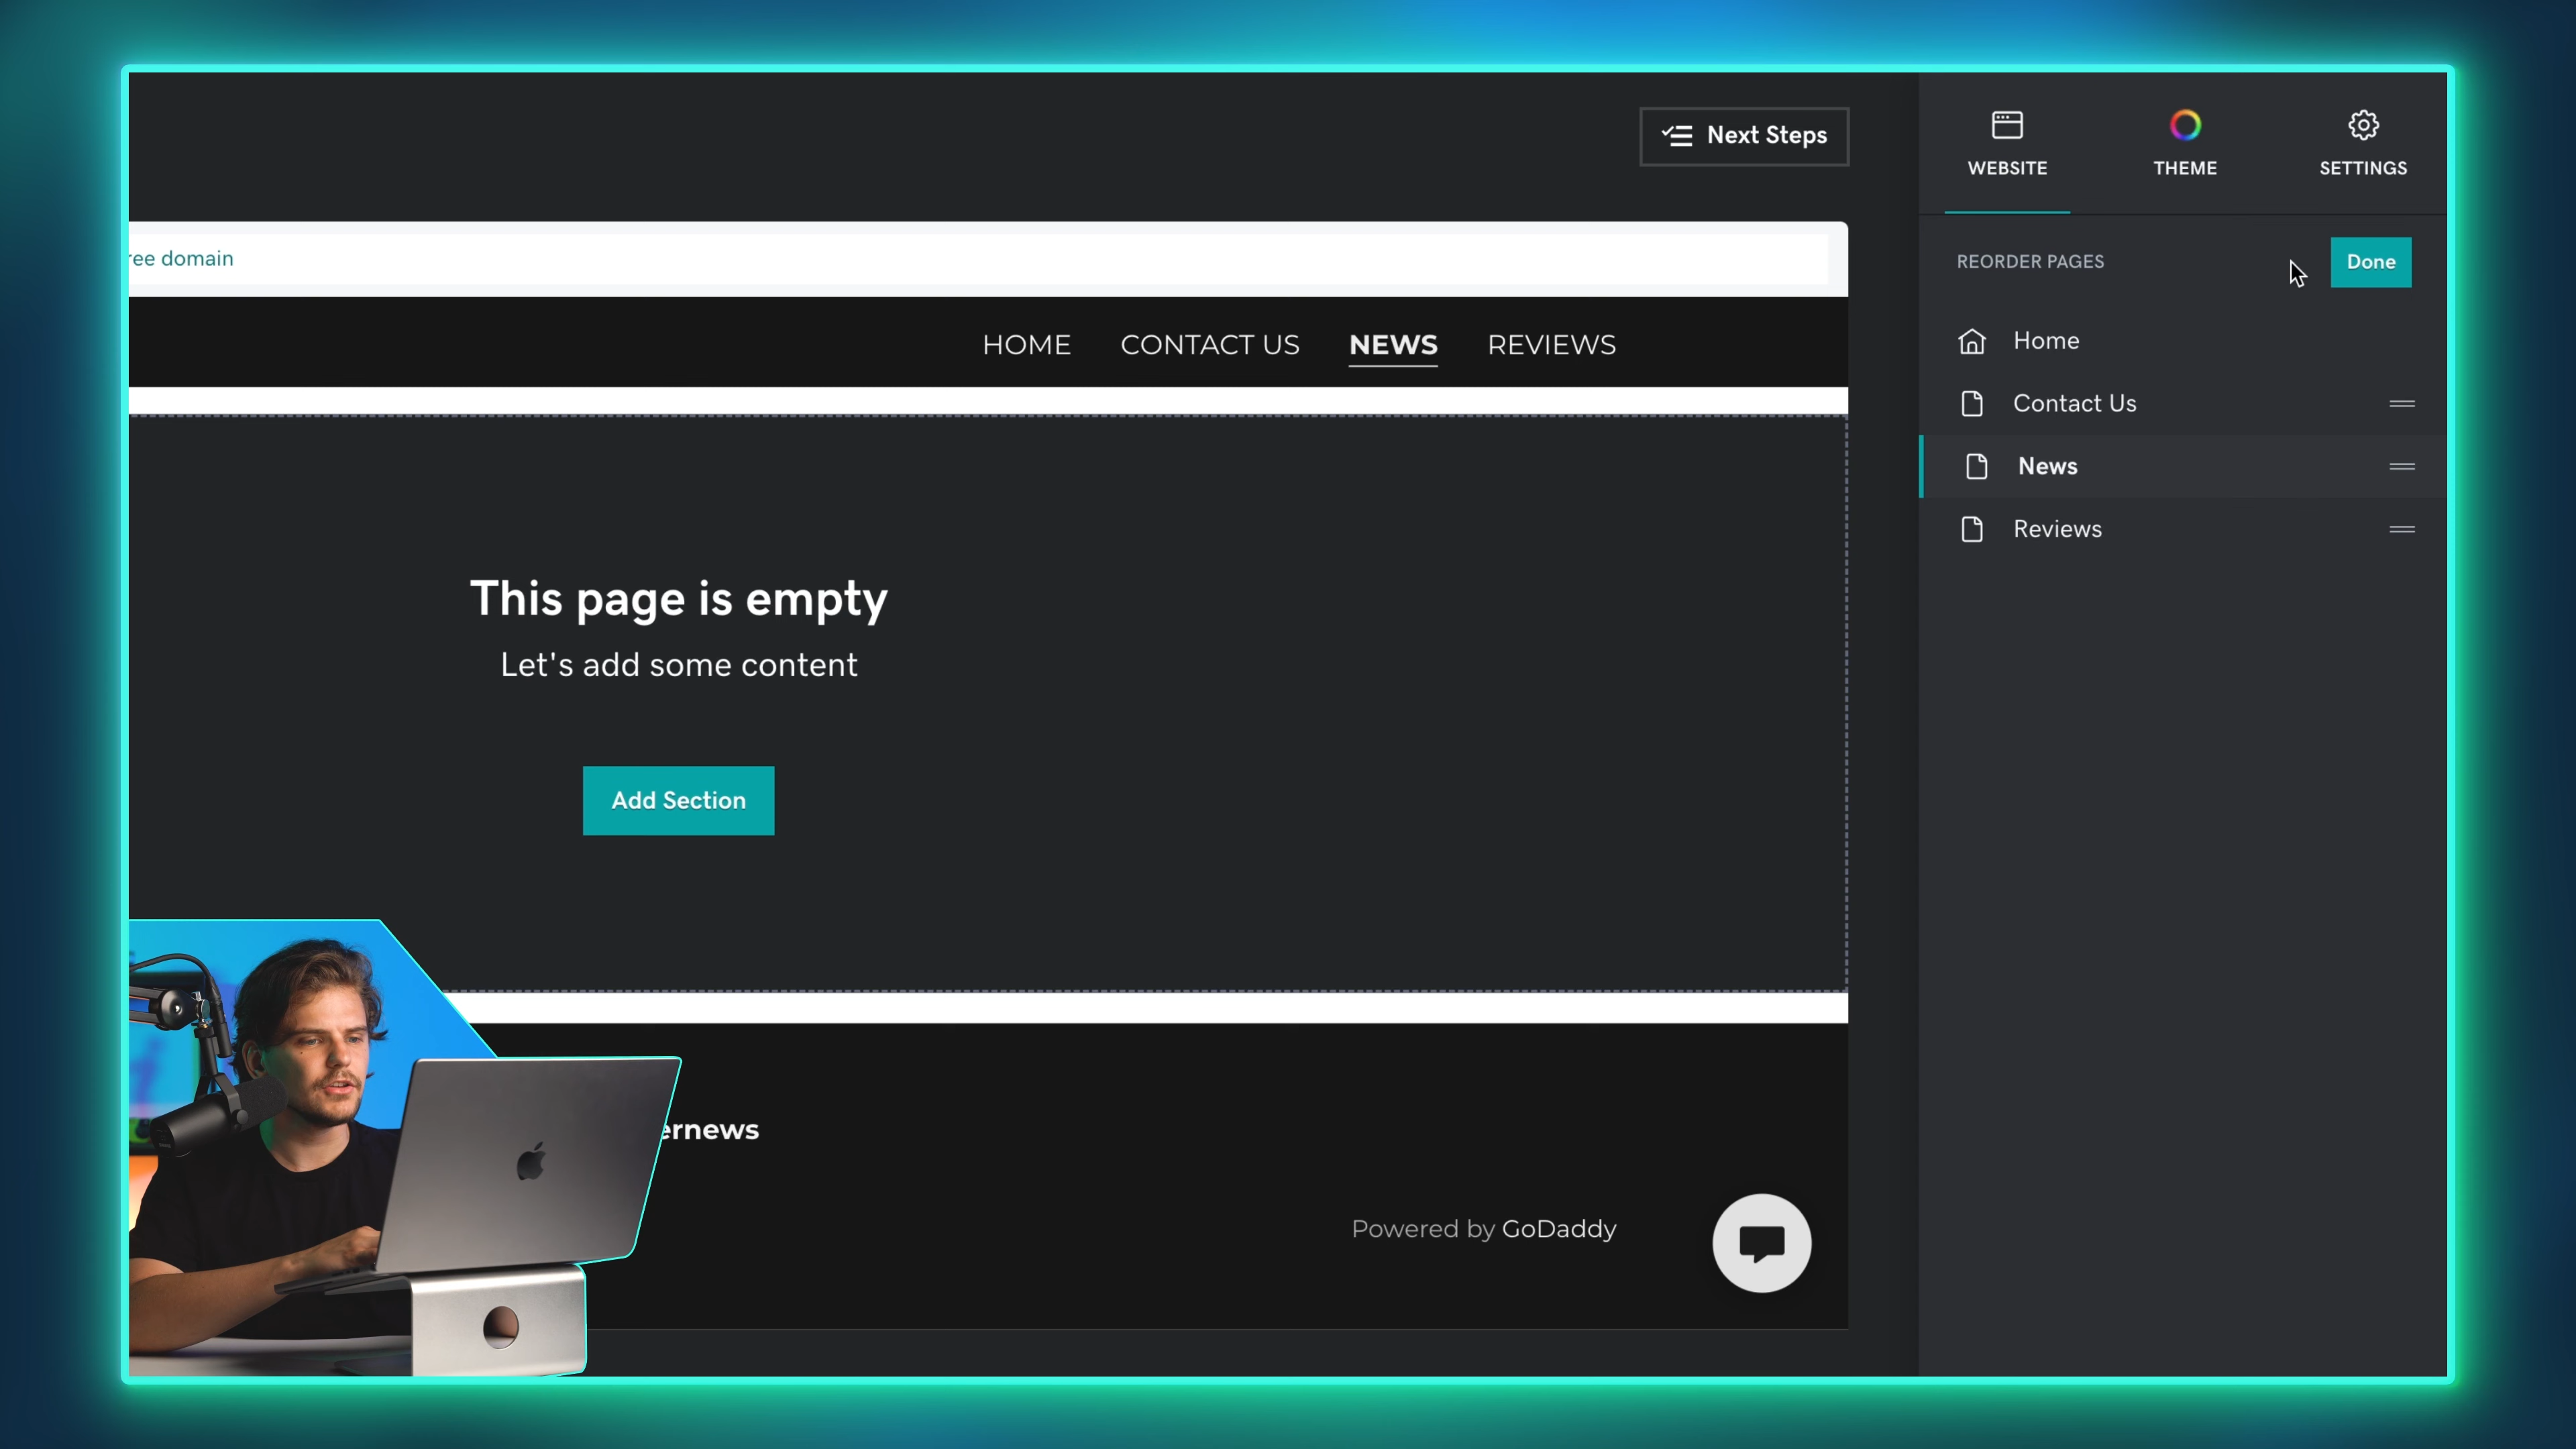 Next Steps
WEBSITE
THEME
SETTINGS
ree domain
REORDER PAGES
Done
HOME
CONTACT US
NEWS
REVIEWS
Home
Contact Us
News
Reviews
This page is empty
Let's add some content
Add Section
ernews
Powered by GoDaddy